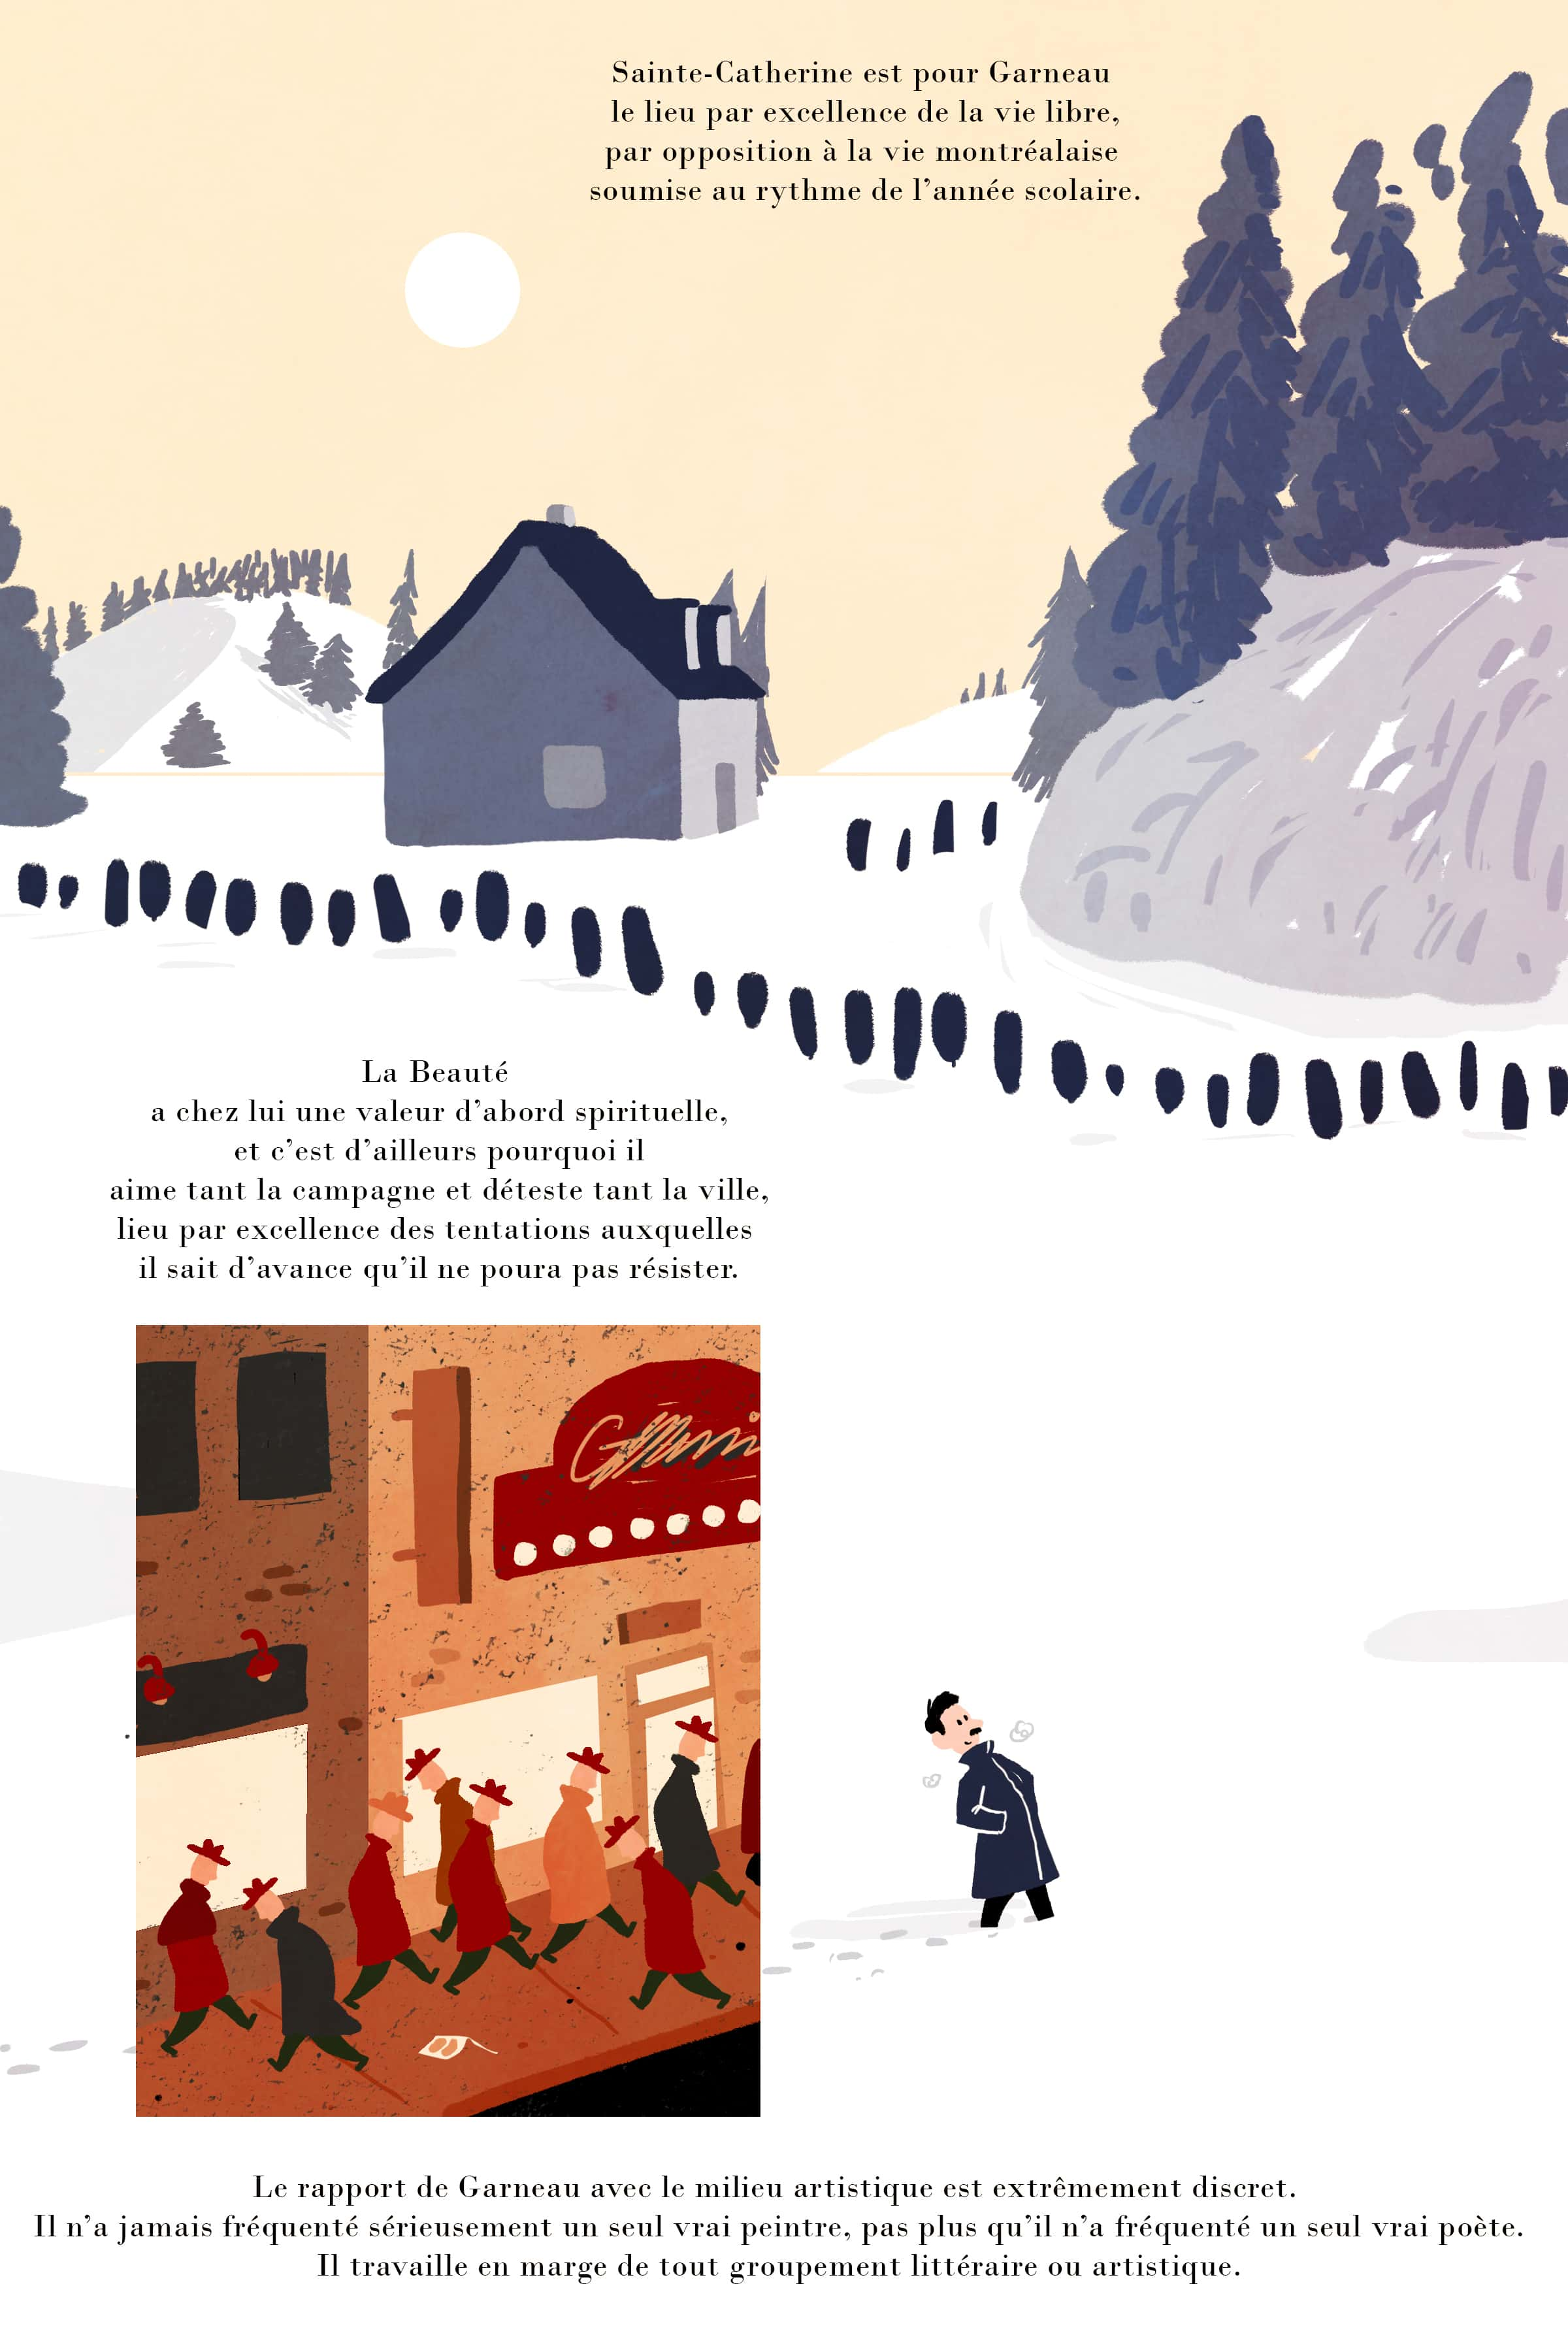 Sainte-Catherine est pour Garneau
le lieu par excellence de la vie libre,
par opposition à la vie montréalaise
soumise au rythme de l’année scolaire.
La Beauté
a chez lui une valeur d’abord spirituelle,
et c’est d’ailleurs pourquoi il
aime tant la campagne et déteste tant la ville,
lieu par excellence des tentations auxquelles
il sait d’avance qu’il ne poura pas résister.
Le rapport de Garneau avec le milieu artistique est extrêmement discret.
Il n’a jamais fréquenté sérieusement un seul vrai peintre, pas plus qu’il n’a fréquenté un seul vrai poète.
Il travaille en marge de tout groupement littéraire ou artistique.